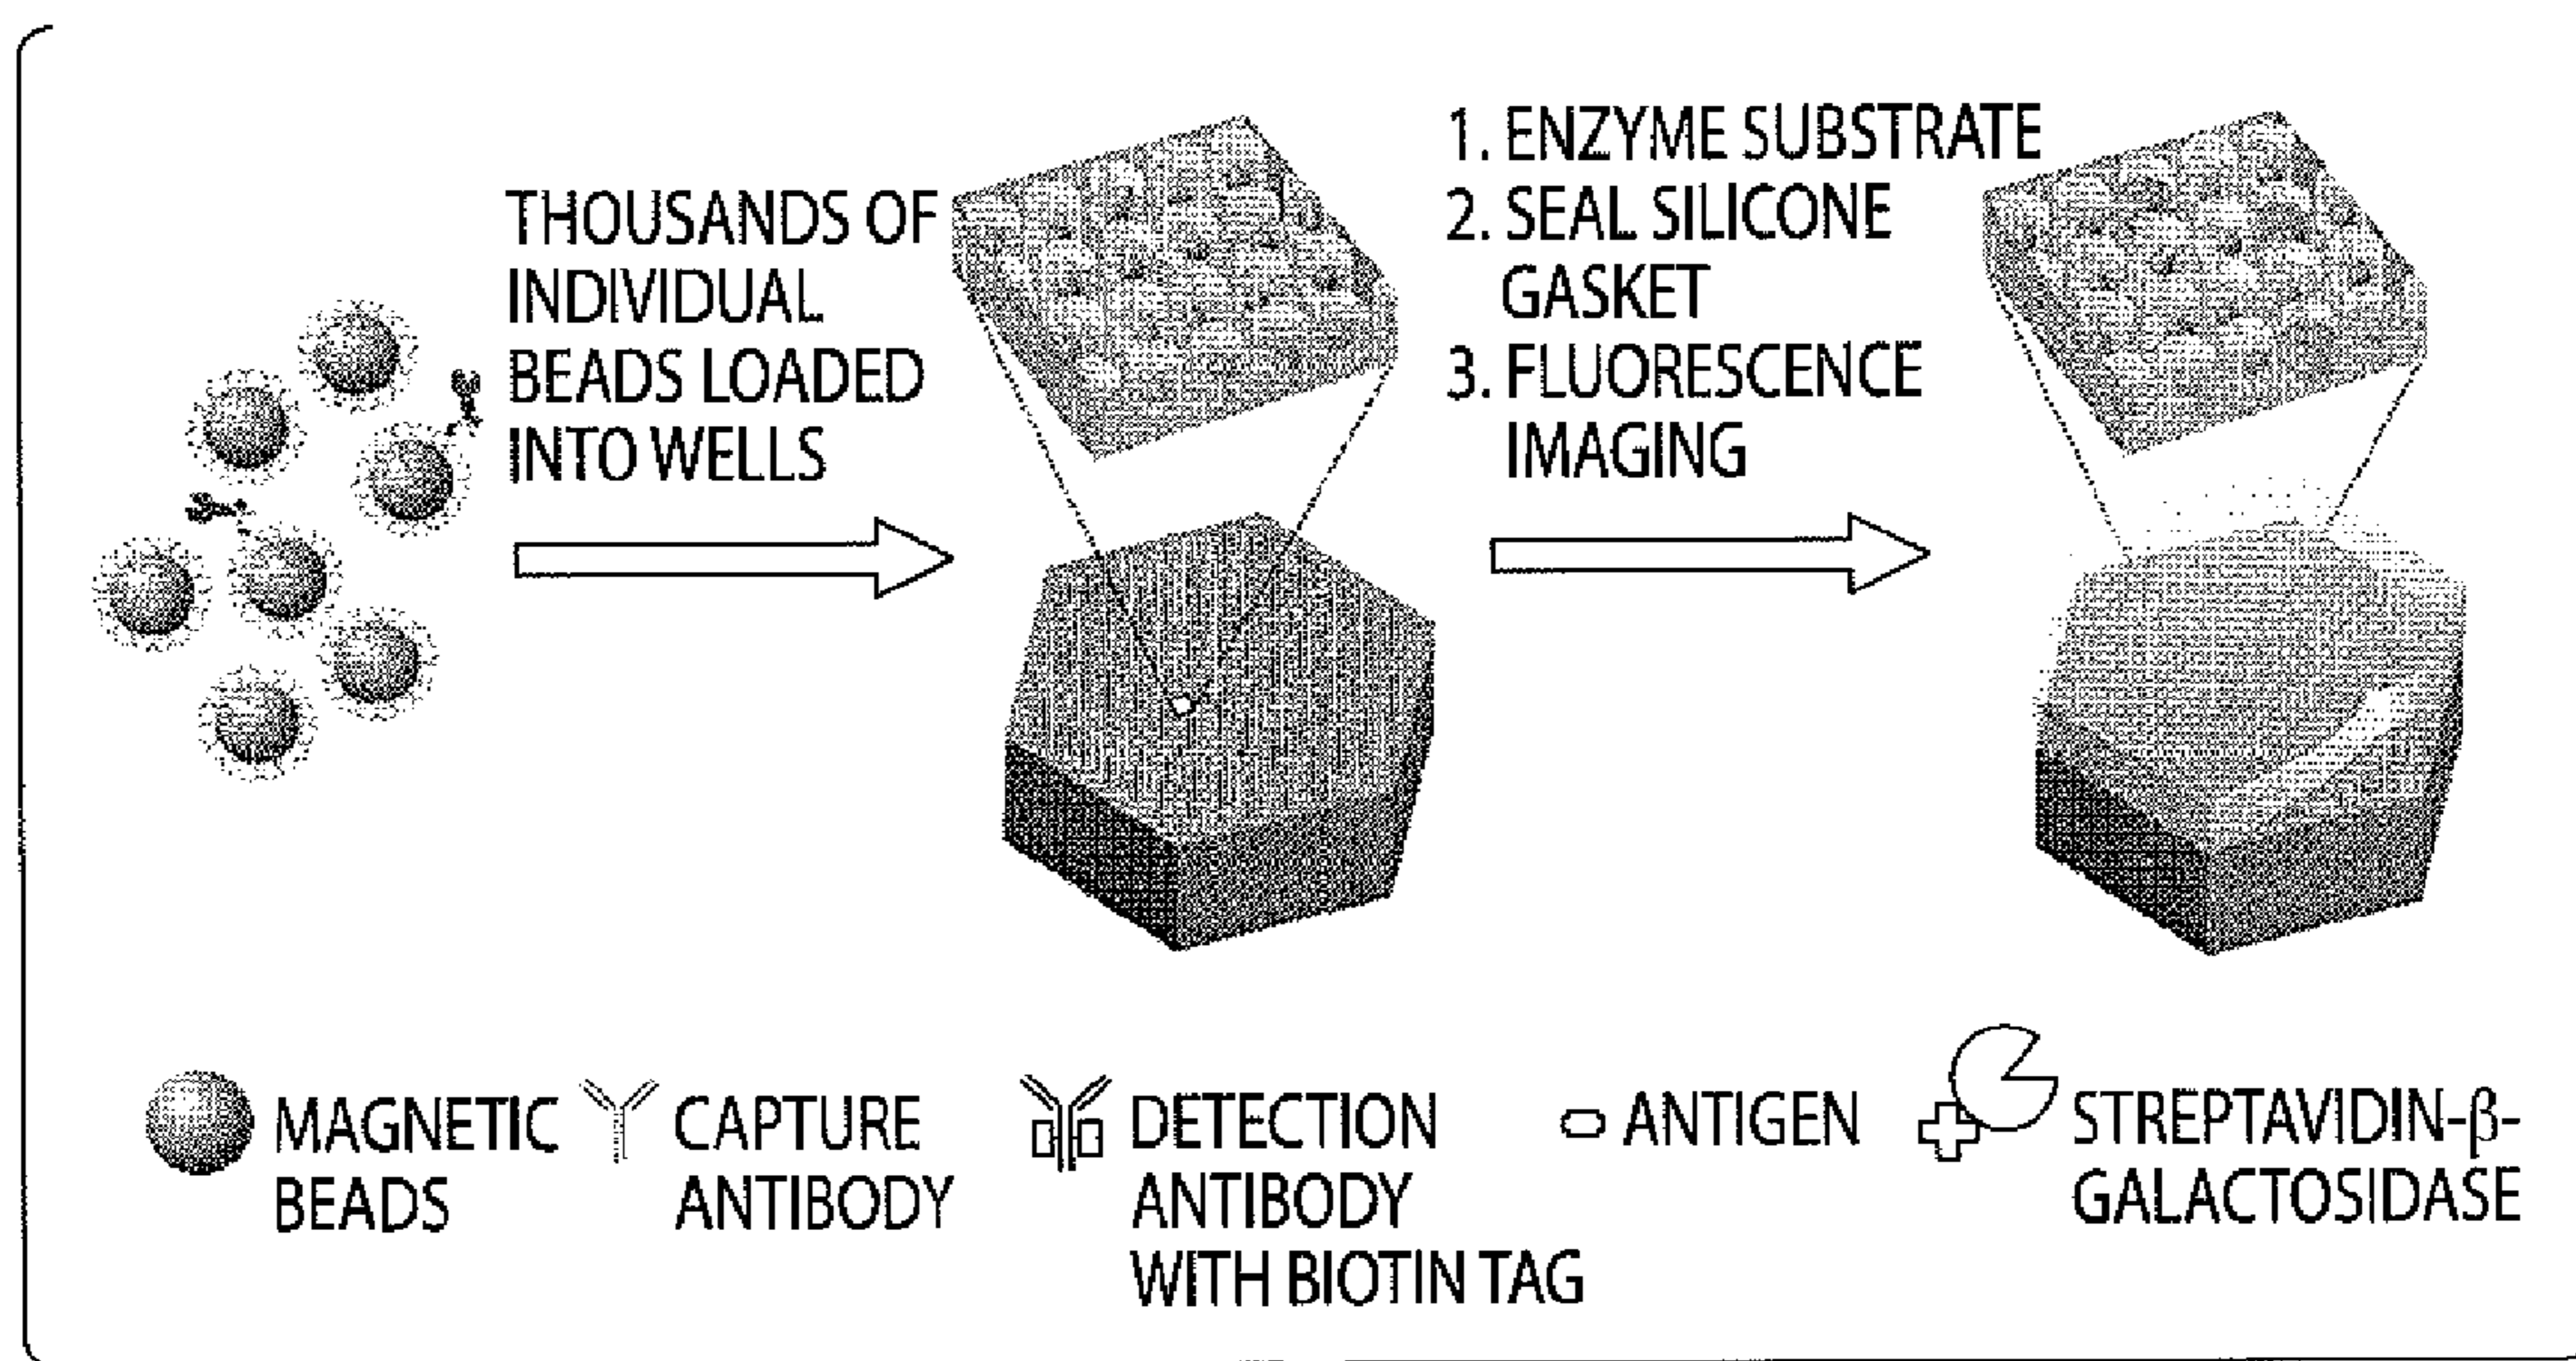 THOUSANDS OF
INDIVIDUAL
BEADS LOADED
INTO WELLS
1. ENZYME SUBSTRATE
2. SEAL SILICONE
GASKET
3. FLUORESCENCE
IMAGING
MAGNETIC
BEADS
CAPTURE
ANTIBODY
DETECTION
ANTIBODY
WITH BIOTIN TAG
ANTIGEN
STREPTAVIDIN-β-
GALACTOSIDASE